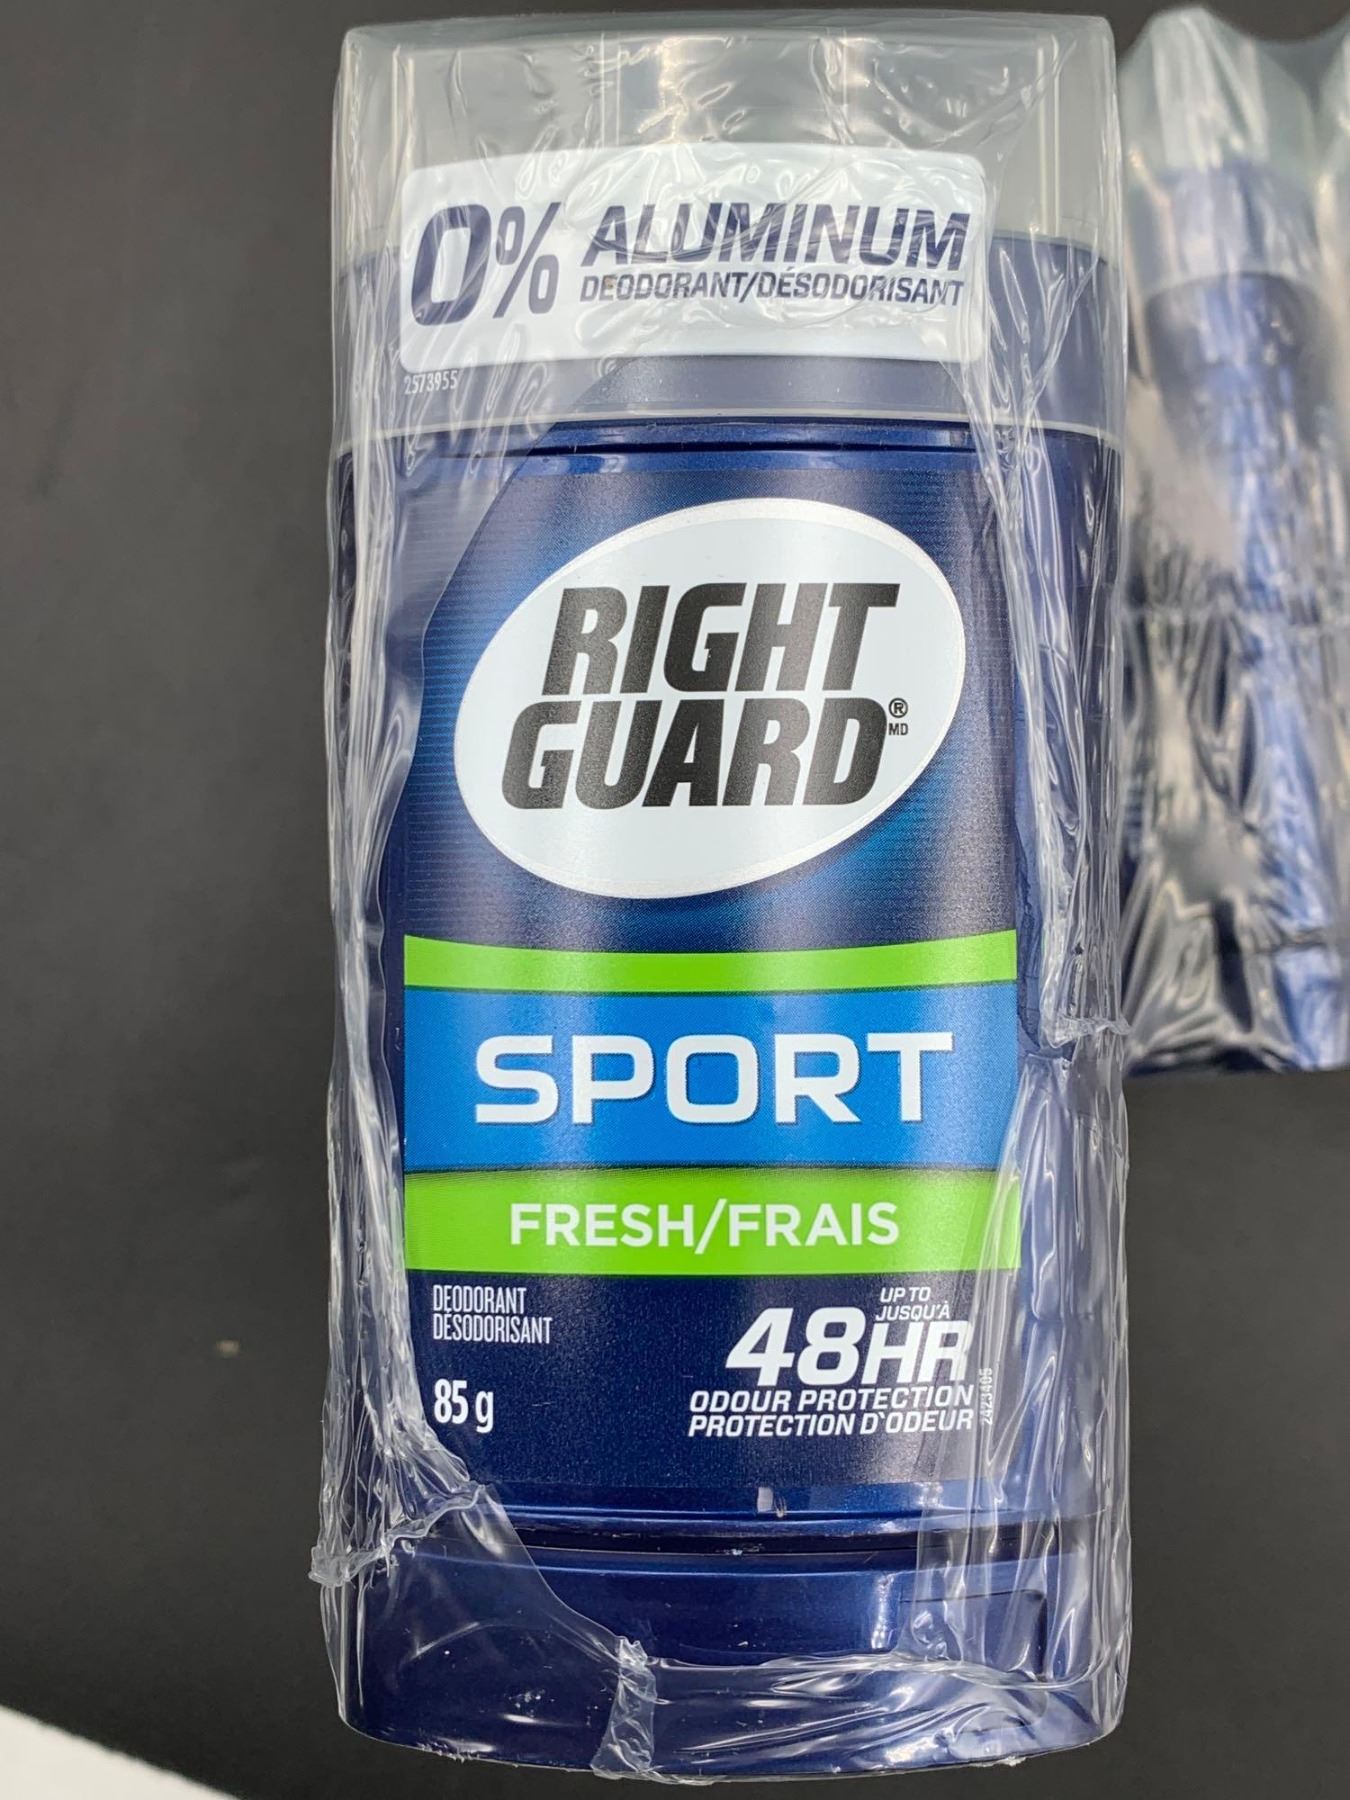 0% ALUMINUM
DEODORANT/DÉSODORISANT
2573955
RIGHT
GUARD®
MD
SPORT
FRESH/FRAIS
DEODORANT
DÉSODORISANT
85 g
UP TO
JUSQU'À
48HR
ODOUR PROTECTION
PROTECTION D'ODEUR
2423405